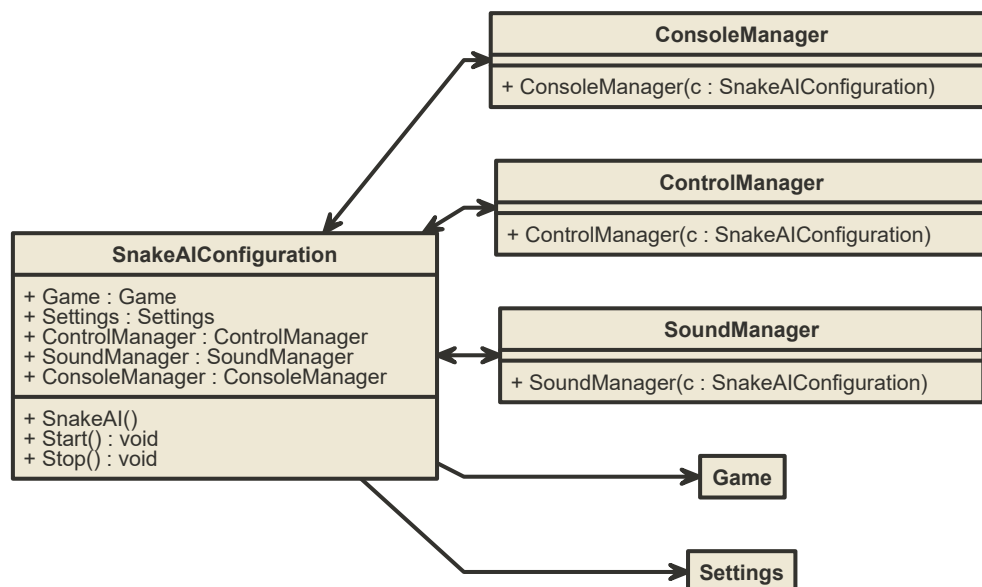 ConsoleManager
+ ConsoleManager(c : SnakeAIConfiguration)
ControlManager
+ ControlManager(c : SnakeAIConfiguration)
SnakeAIConfiguration
+ Game : Game
+ Settings : Settings
+ ControlManager : ControlManager
+ SoundManager : SoundManager
+ ConsoleManager : ConsoleManager
+ SnakeAI()
+ Start() : void
+ Stop() : void
SoundManager
+ SoundManager(c : SnakeAIConfiguration)
Game
Settings